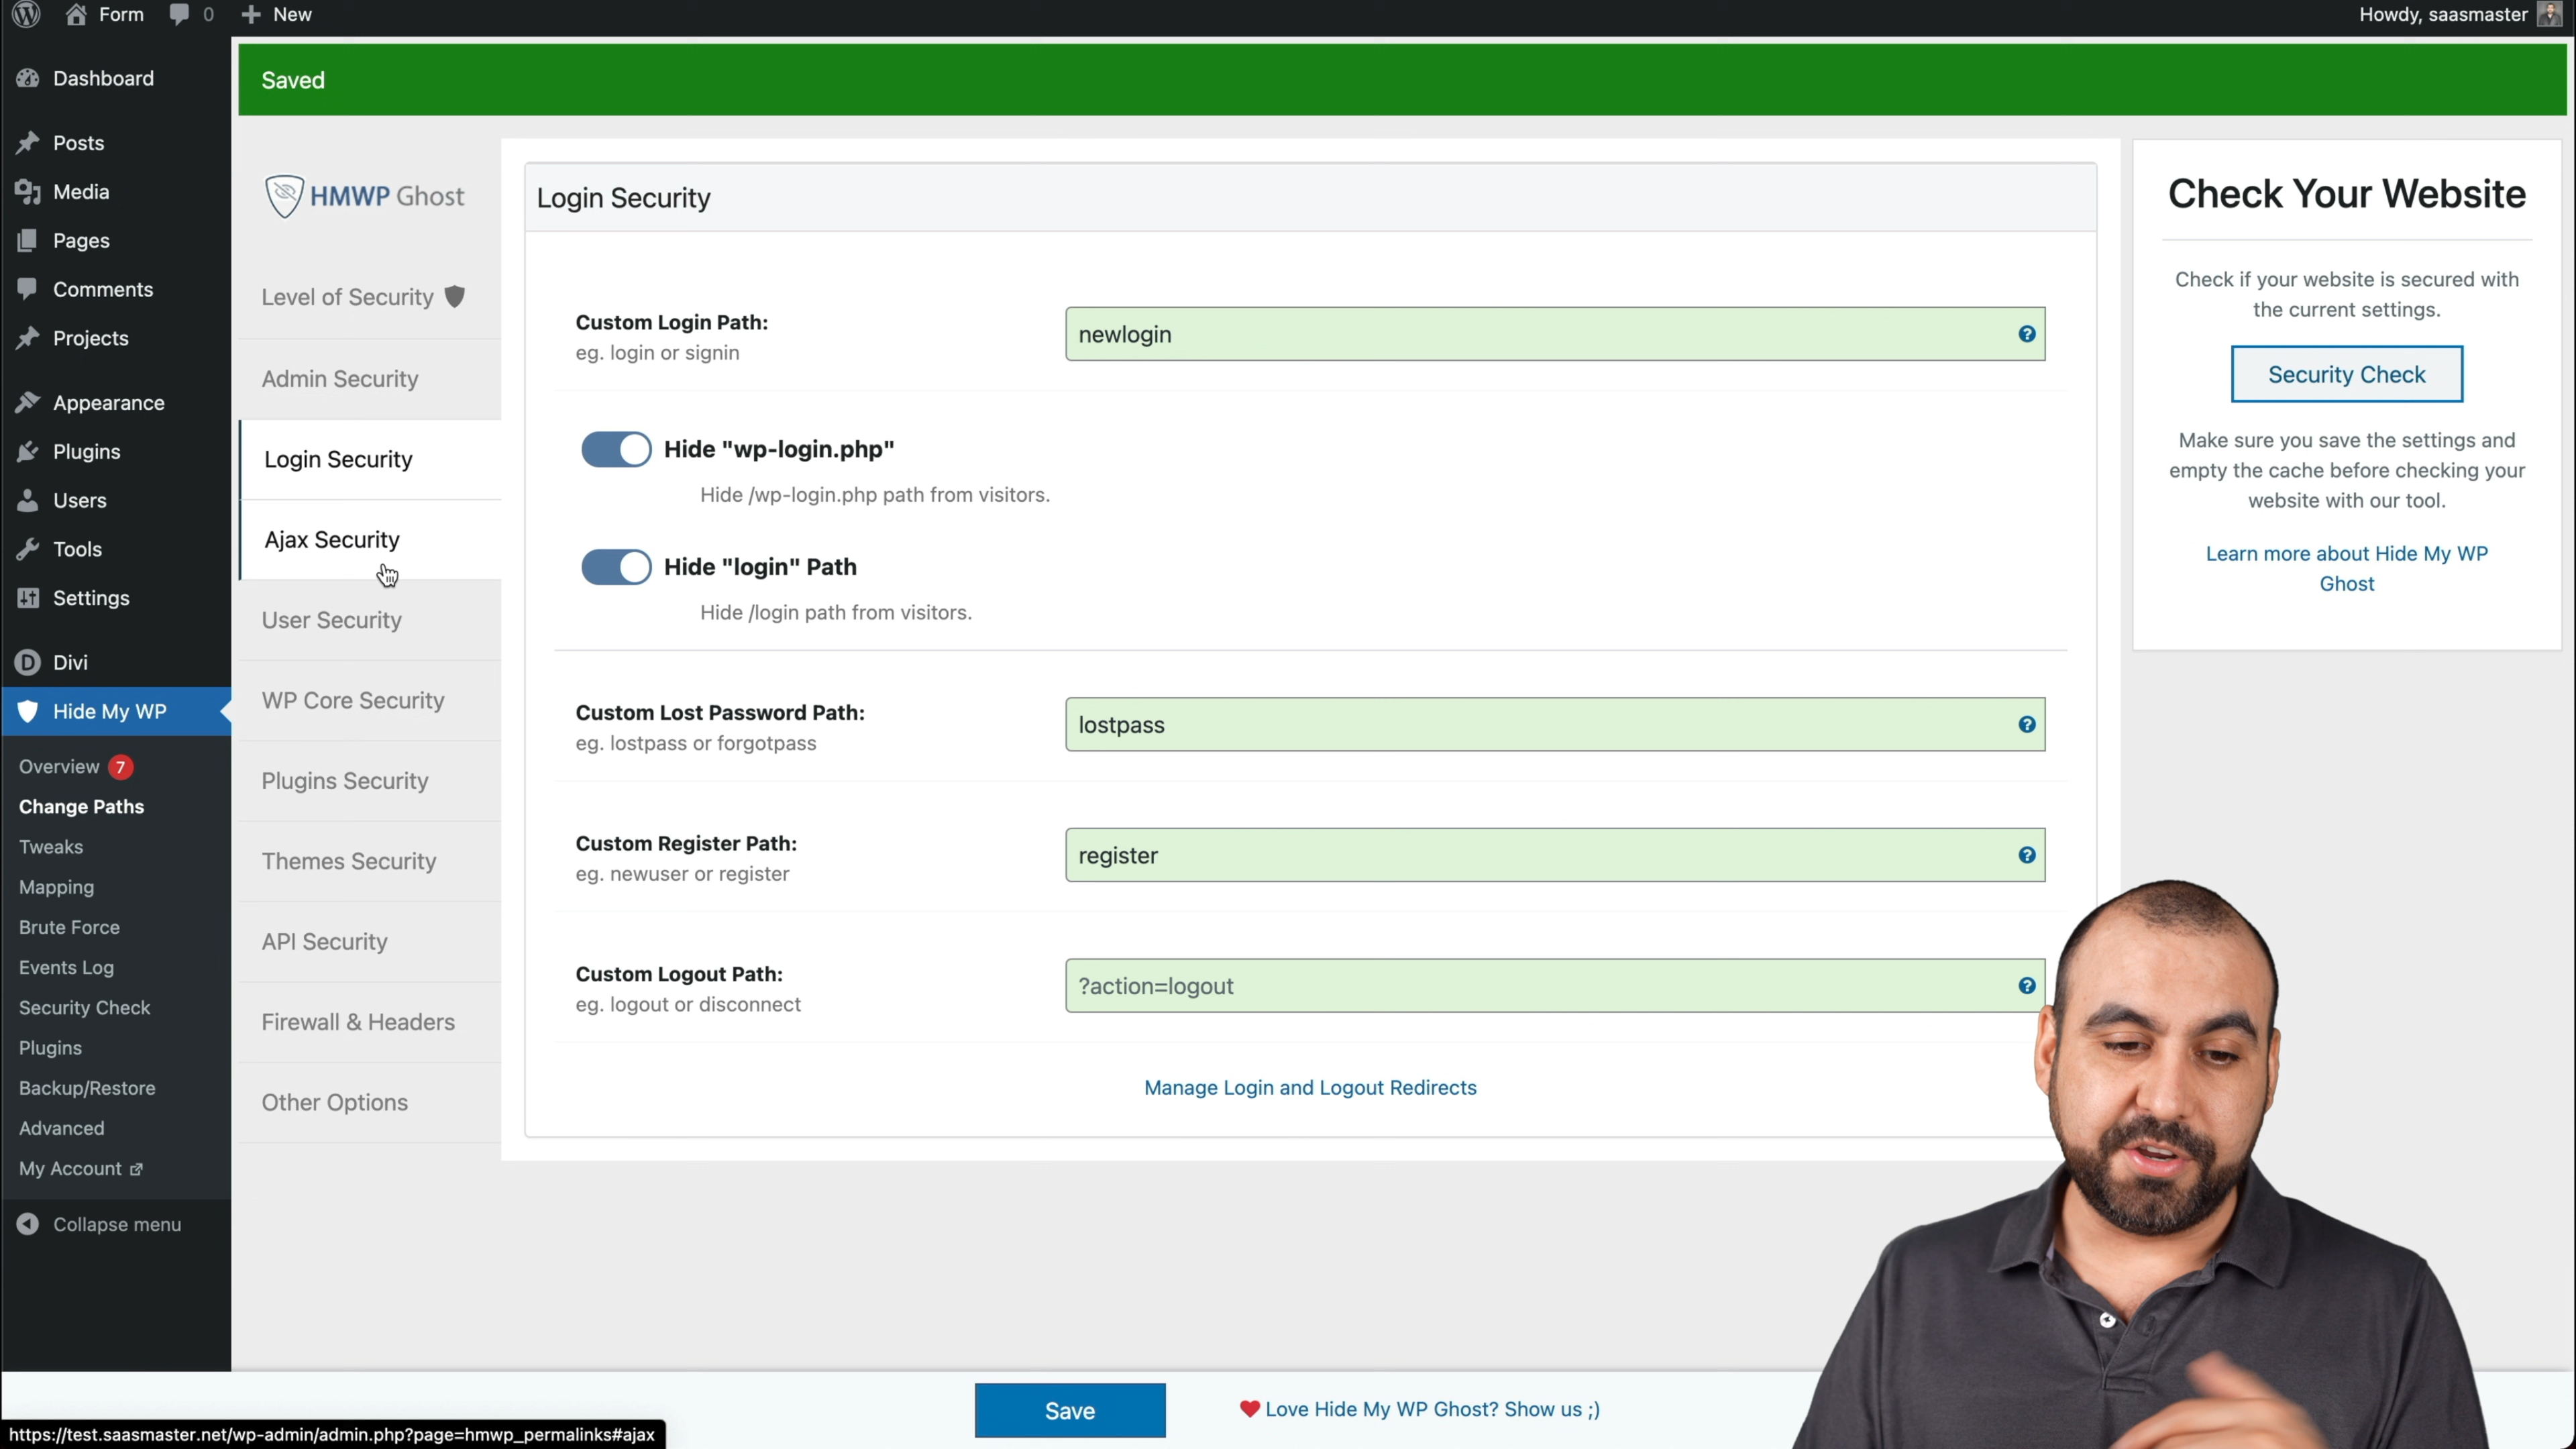 Form
0
New
Howdy, saasmaster
Dashboard
Posts
Media
Pages
Comments
Projects
Appearance
Plugins
Users
Tools
Settings
Divi
Hide My WP
Overview 7
Change Paths
Tweaks
Mapping
Brute Force
Events Log
Security Check
Plugins
Backup/Restore
Advanced
My Account
Collapse menu
Saved
HMWP Ghost
Level of Security
Admin Security
Login Security
Ajax Security
User Security
WP Core Security
Plugins Security
Themes Security
API Security
Firewall & Headers
Other Options
Login Security
Custom Login Path:
eg. login or signin
newlogin
Hide "wp-login.php"
Hide /wp-login.php path from visitors.
Hide "login" Path
Hide /login path from visitors.
Custom Lost Password Path:
eg. lostpass or forgotpass
lostpass
Custom Register Path:
eg. newuser or register
register
Custom Logout Path:
eg. logout or disconnect
?action=logout
Manage Login and Logout Redirects
Check Your Website
Check if your website is secured with
the current settings.
Security Check
Make sure you save the settings and
empty the cache before checking your
website with our tool.
Learn more about Hide My WP
Ghost
Save
Love Hide My WP Ghost? Show us ;)
https://test.saasmaster.net/wp-admin/admin.php?page=hmwp_permalinks#ajax